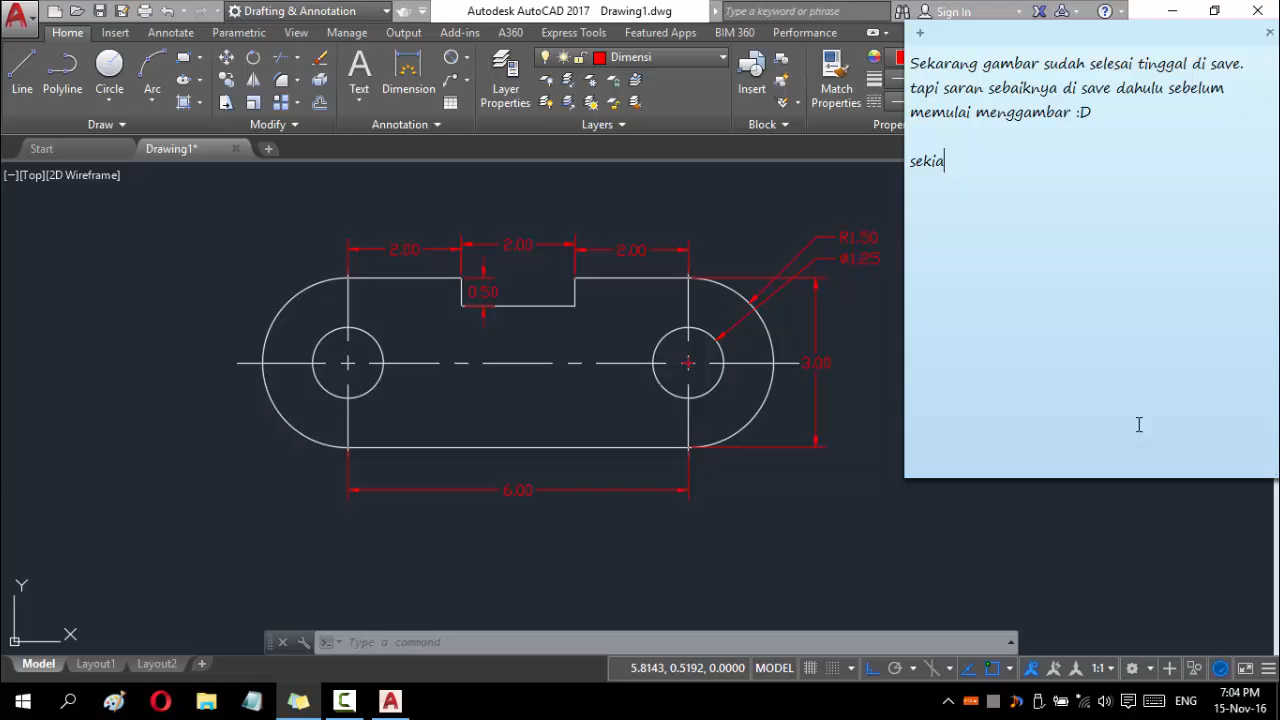 Drafting & Annotation
Autodesk AutoCAD 2017 Drawing1.dwg
Type a keyword or phrase
Sign In
Home Insert Annotate Parametric View Manage Output Add-ins A360 Express Tools Featured Apps BIM 360 Performance
Line Polyline Circle Arc Text Dimension Layer Properties Dimensi Insert Match Properties
Draw Modify Annotation Layers Block Prope
Start Drawing1*
[−][Top][2D Wireframe]
Sekarang gambar sudah selesai tinggal di save.
tapi saran sebaiknya di save dahulu sebelum
memulai menggambar :D
sekia
R1.50
2.00 2.00 2.00
Ø1.25
0.50
3.00
6.00
Y
X
Type a command
Model Layout1 Layout2
5.8143, 0.5192, 0.0000 MODEL 1:1
ENG
7:04 PM
15-Nov-16